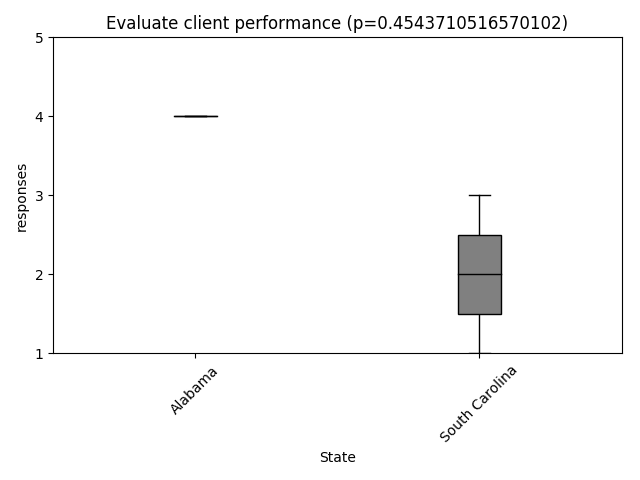 Evaluate client performance (p=0.4543710516570102)
5
4
3
2
1
responses
Alabama
South Carolina
State